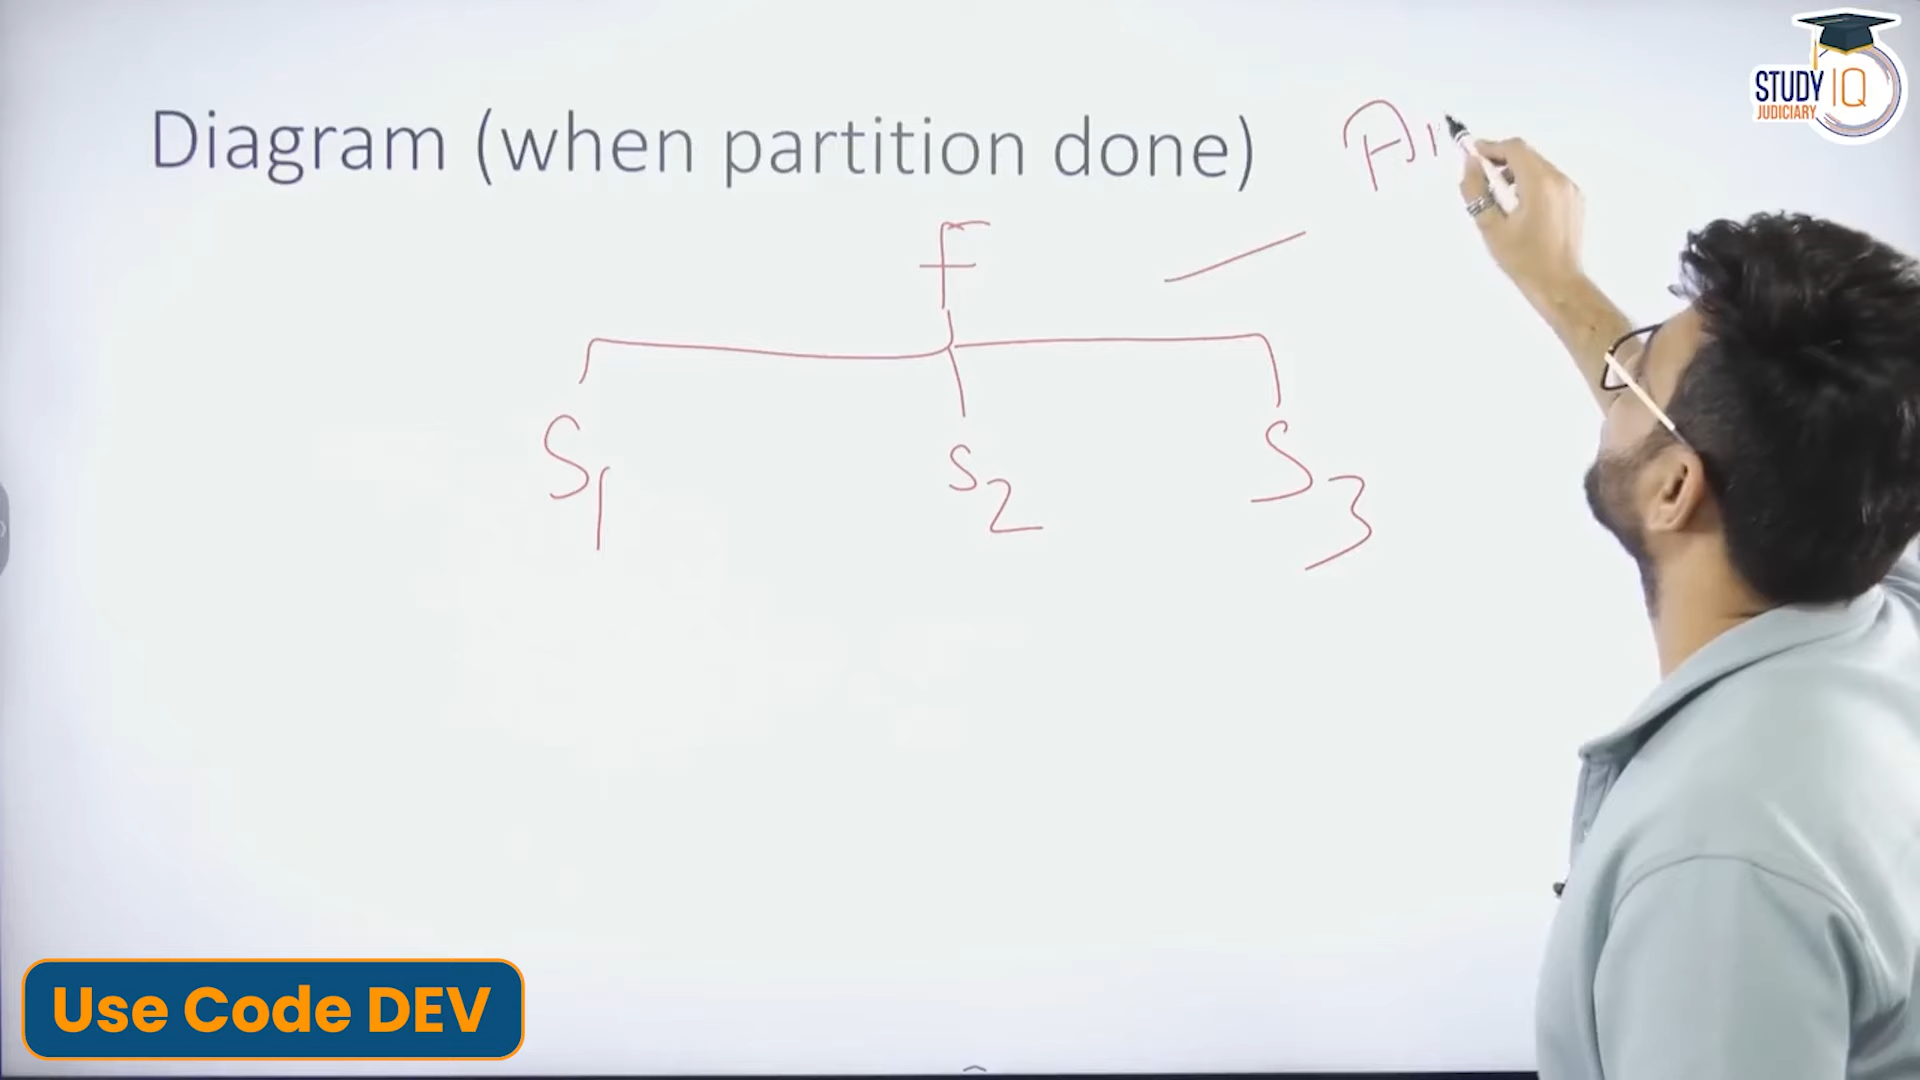 STUDY IQ
JUDICIARY
Diagram (when partition done)
F
S1 S2 S3
Use Code DEV